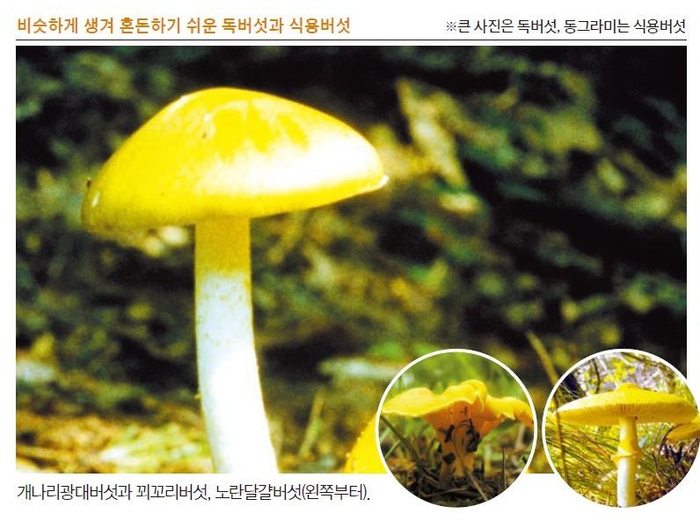 비슷하게 생겨 혼돈하기 쉬운 독버섯과 식용버섯
※큰 사진은 독버섯, 동그라미는 식용버섯
개나리광대버섯과 꾀꼬리버섯, 노란달걀버섯(왼쪽부터).